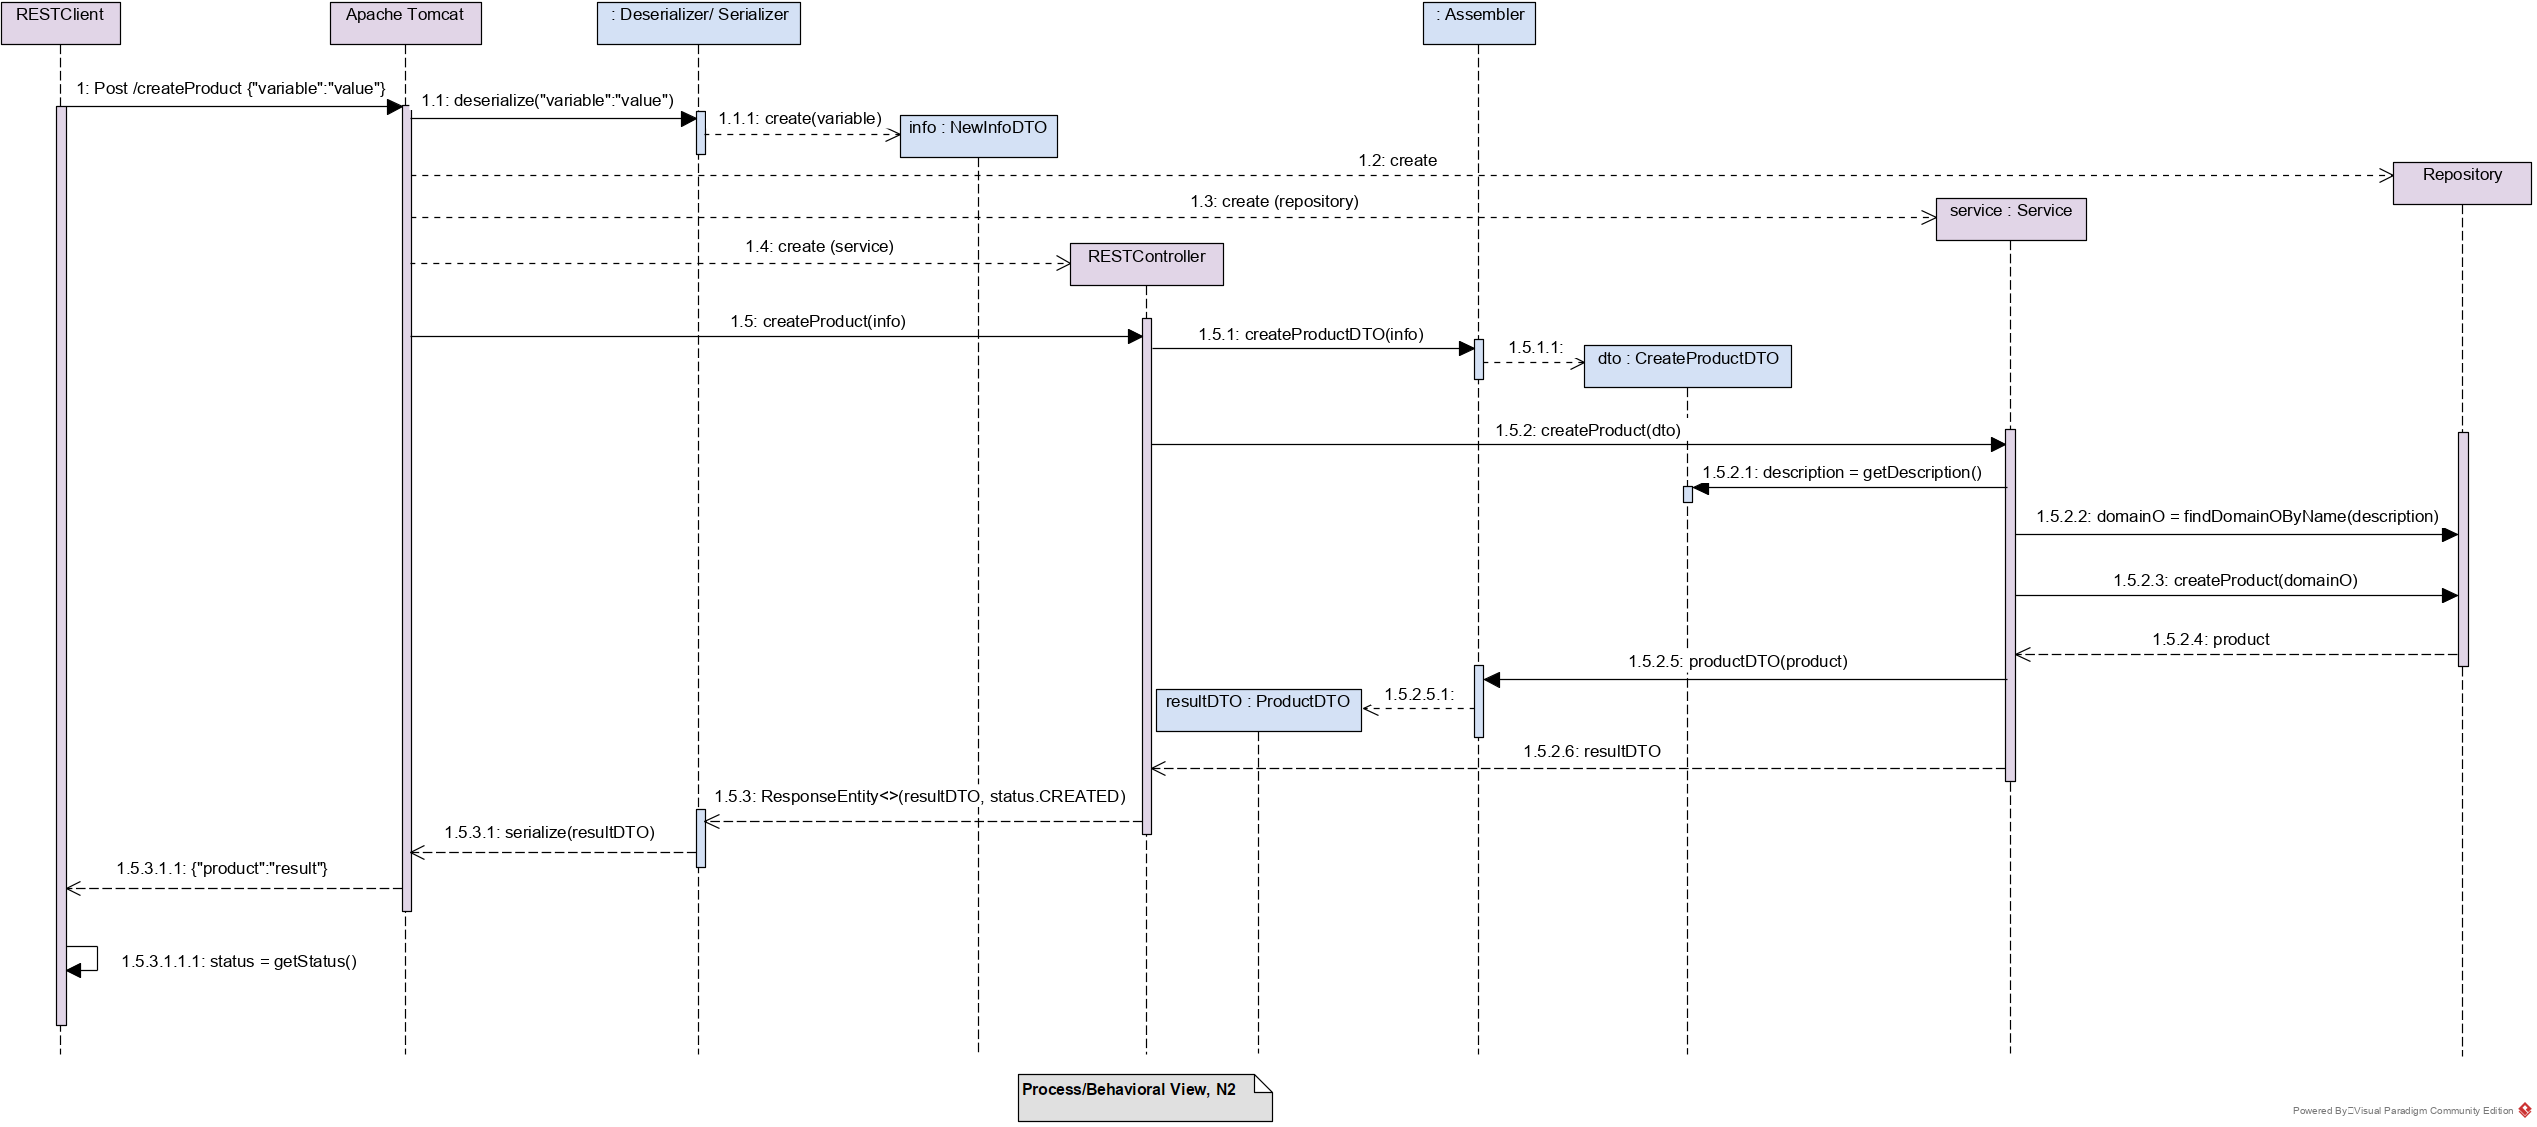 RESTClient
Apache Tomcat
: Deserializer/ Serializer
: Assembler
1: Post /createProduct {"variable":"value"}
1.1: deserialize("variable":"value")
1.1.1: create(variable)
info : NewInfoDTO
1.2: create
Repository
1.3: create (repository)
service : Service
1.4: create (service)
RESTController
1.5: createProduct(info)
1.5.1: createProductDTO(info)
1.5.1.1:
dto : CreateProductDTO
1.5.2: createProduct(dto)
1.5.2.1: description = getDescription()
1.5.2.2: domainO = findDomainOByName(description)
1.5.2.3: createProduct(domainO)
1.5.2.4: product
1.5.2.5: productDTO(product)
resultDTO : ProductDTO
1.5.2.5.1:
1.5.2.6: resultDTO
1.5.3: ResponseEntity<>(resultDTO, status.CREATED)
1.5.3.1: serialize(resultDTO)
1.5.3.1.1: {"product":"result"}
1.5.3.1.1.1: status = getStatus()
Process/Behavioral View, N2
Powered By Visual Paradigm Community Edition